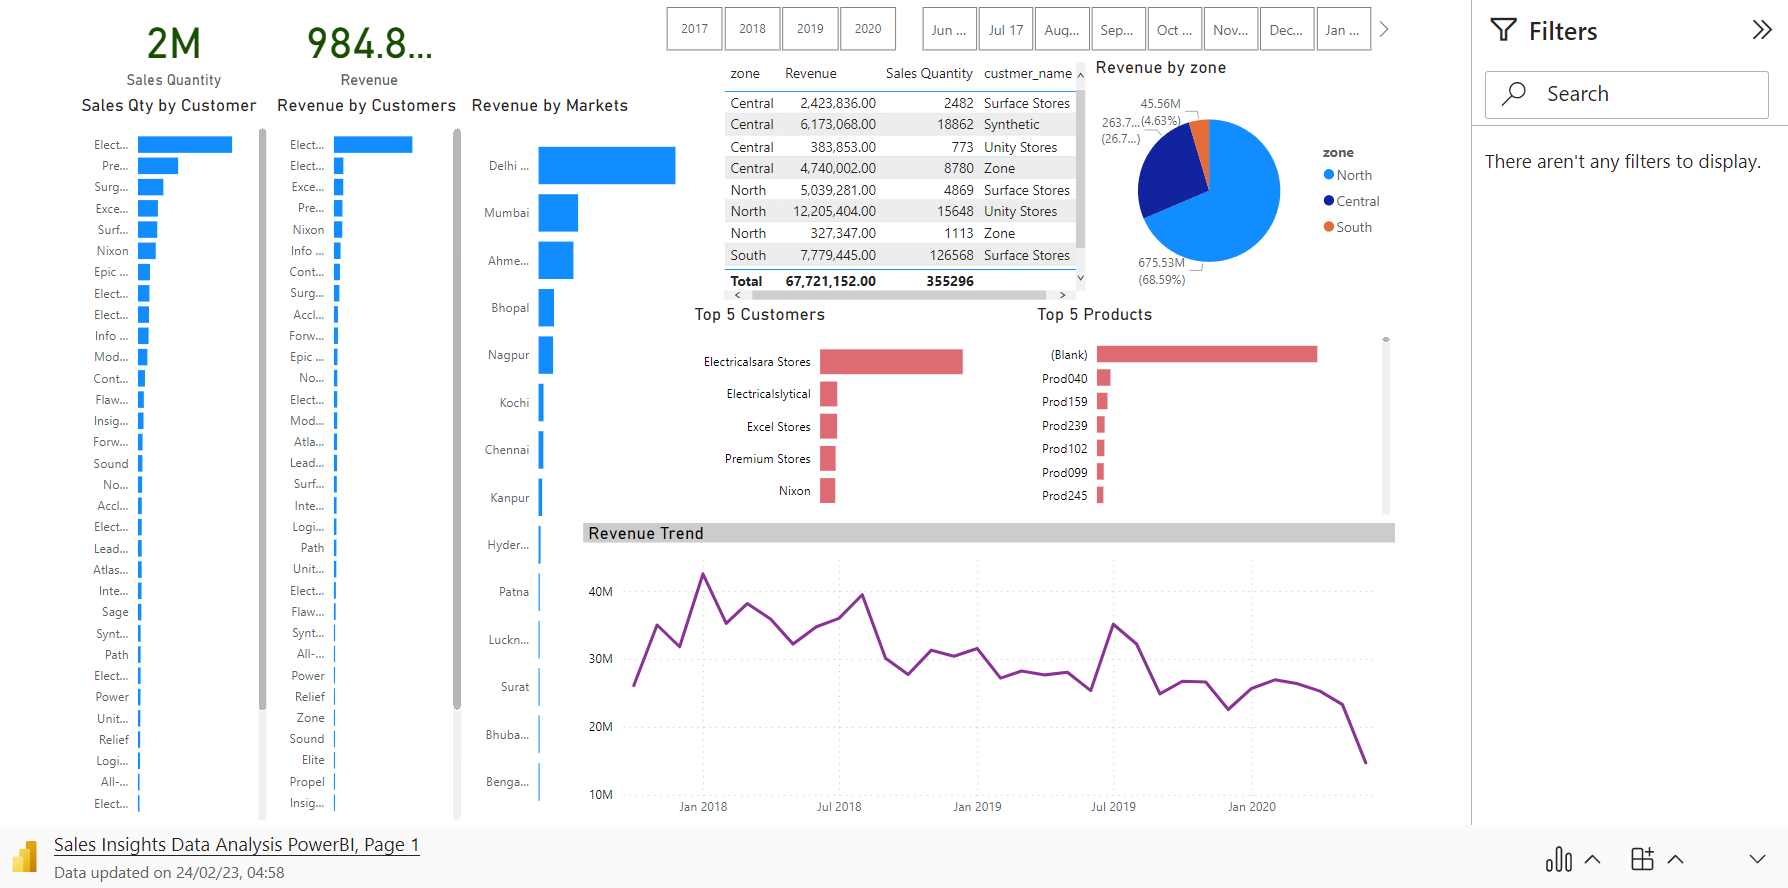 2M
Sales Quantity
984.8...
Revenue
2017
2018
2019
2020
Jun ...
Jul 17
Aug...
Sep...
Oct ...
Nov...
Dec...
Jan ...
Sales Qty by Customer
Elect...
Pre...
Surg...
Exce...
Surf...
Nixon
Epic ...
Elect...
Elect...
Info ...
Mod...
Cont...
Flaw...
Insig...
Forw...
Sound
No...
Accl...
Elect...
Lead...
Atlas...
Inte...
Sage
Synt...
Path
Elect...
Power
Unit...
Relief
Logi...
All-...
Elect...
Revenue by Customers
Elect...
Elect...
Exce...
Pre...
Nixon
Info ...
Cont...
Surg...
Accl...
Forw...
Epic ...
No...
Elect...
Mod...
Atla...
Lead...
Surf...
Inte...
Logi...
Path
Unit...
Elect...
Flaw...
Synt...
All-...
Power
Relief
Zone
Sound
Elite
Propel
Insig...
Revenue by Markets
Delhi ...
Mumbai
Ahme...
Bhopal
Nagpur
Kochi
Chennai
Kanpur
Hyder...
Patna
Luckn...
Surat
Bhuba...
Benga...
zone Revenue Sales Quantity custmer_name
Central 2,423,836.00 2482 Surface Stores
Central 6,173,068.00 18862 Synthetic
Central 383,853.00 773 Unity Stores
Central 4,740,002.00 8780 Zone
North 5,039,281.00 4869 Surface Stores
North 12,205,404.00 15648 Unity Stores
North 327,347.00 1113 Zone
South 7,779,445.00 126568 Surface Stores
Total 67,721,152.00 355296
Revenue by zone
45.56M
(4.63%)
263.7...
(26.7...)
675.53M
(68.59%)
zone
North
Central
South
Top 5 Customers
Electricalsara Stores
Electricalslytical
Excel Stores
Premium Stores
Nixon
Top 5 Products
(Blank)
Prod040
Prod159
Prod239
Prod102
Prod099
Prod245
Revenue Trend
40M
30M
20M
10M
Jan 2018
Jul 2018
Jan 2019
Jul 2019
Jan 2020
Filters
Search
There aren't any filters to display.
Sales Insights Data Analysis PowerBI, Page 1
Data updated on 24/02/23, 04:58